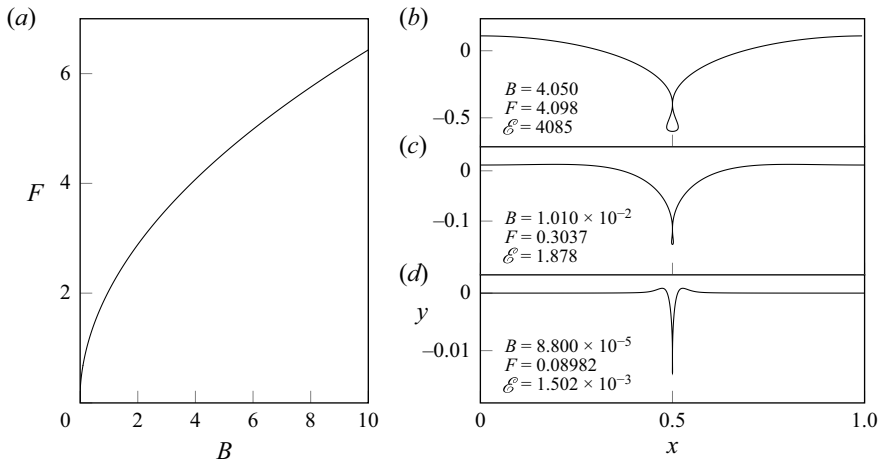 (a)
F
6
4
2
0
2
4
6
8
10
B
(b)
0
–0.5
B = 4.050
F = 4.098
ℰ = 4085
(c)
0
–0.1
B = 1.010 × 10⁻²
F = 0.3037
ℰ = 1.878
(d)
0
y
–0.01
B = 8.800 × 10⁻⁵
F = 0.08982
ℰ = 1.502 × 10⁻³
0
0.5
1.0
x